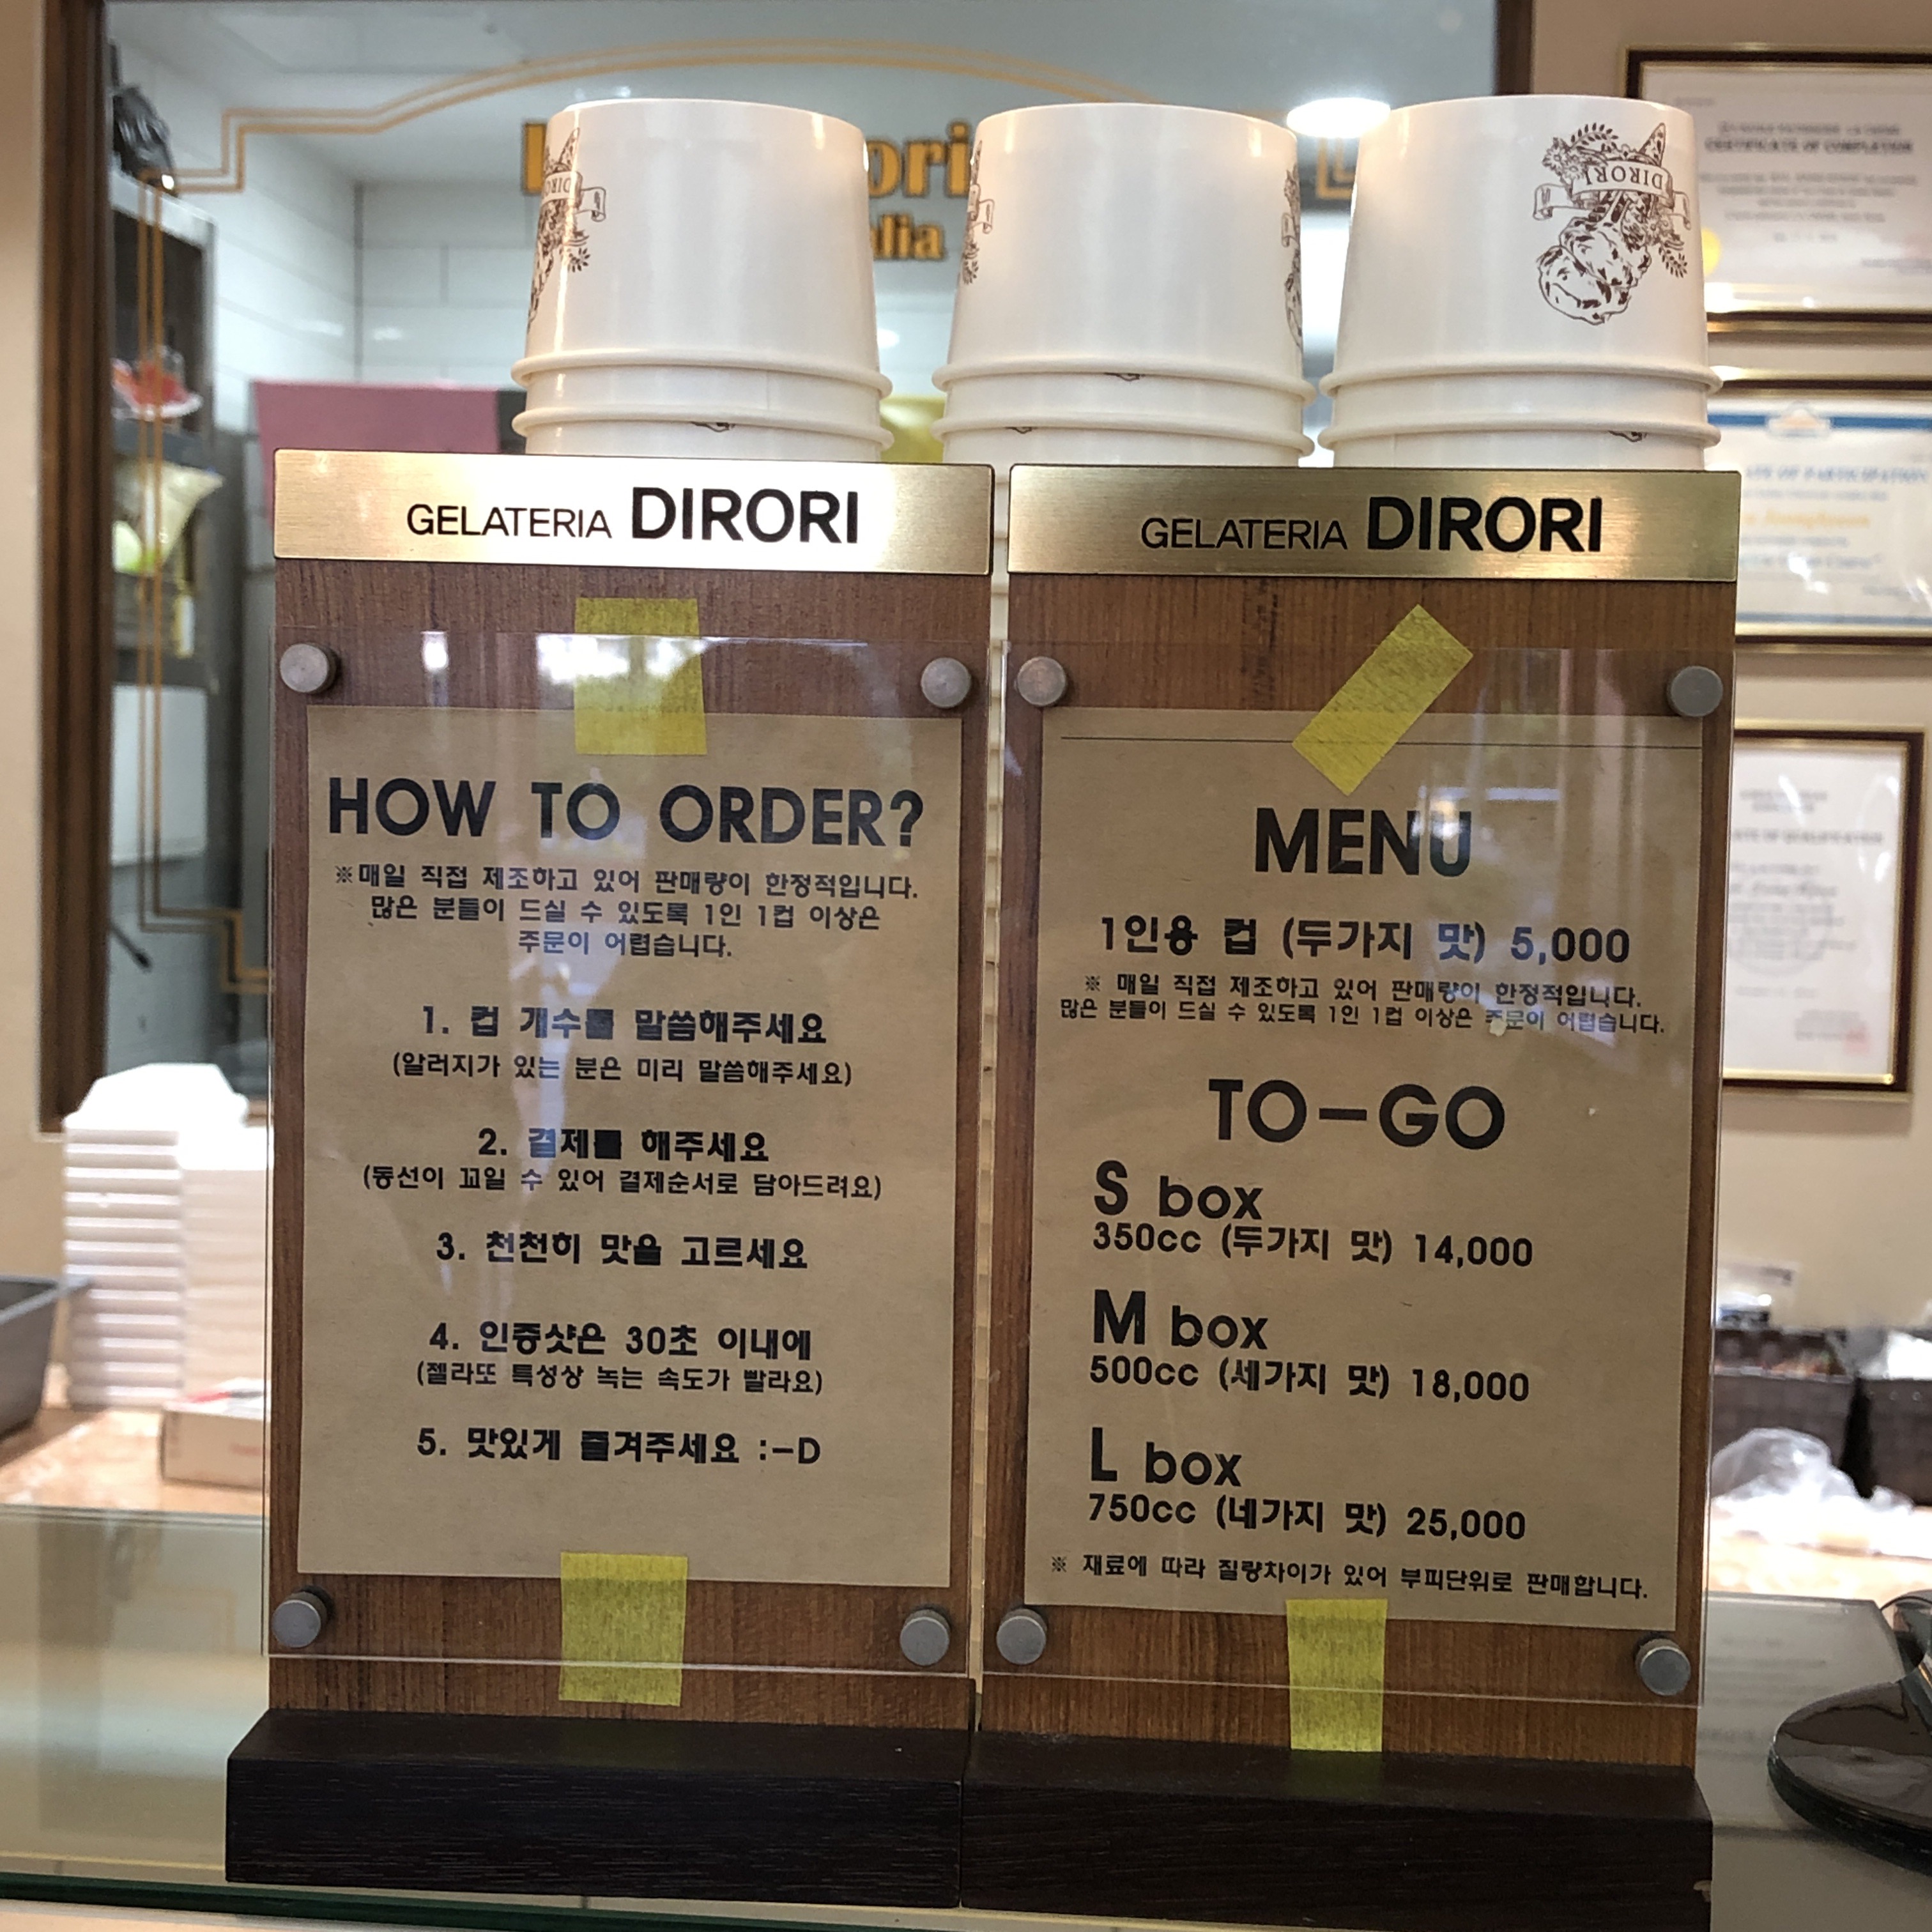 GELATERIA DIRORI
HOW TO ORDER?
※매일 직접 제조하고 있어 판매량이 한정적입니다.
많은 분들이 드실 수 있도록 1인 1컵 이상은
주문이 어렵습니다.
1. 컵 개수를 말씀해주세요
(알러지가 있는 분은 미리 말씀해주세요)
2. 결제를 해주세요
(동선이 꼬일 수 있어 결제순서로 담아드려요)
3. 천천히 맛을 고르세요
4. 인증샷은 30초 이내에
(젤라또 특성상 녹는 속도가 빨라요)
5. 맛있게 즐겨주세요 :-D
GELATERIA DIRORI
MENU
1인용 컵 (두가지 맛) 5,000
※ 매일 직접 제조하고 있어 판매량이 한정적입니다.
많은 분들이 드실 수 있도록 1인 1컵 이상은 주문이 어렵습니다.
TO-GO
S box
350cc (두가지 맛) 14,000
M box
500cc (세가지 맛) 18,000
L box
750cc (네가지 맛) 25,000
※ 재료에 따라 질량차이가 있어 부피단위로 판매합니다.
DIRORI
CERTIFICATE OF COMPLETION